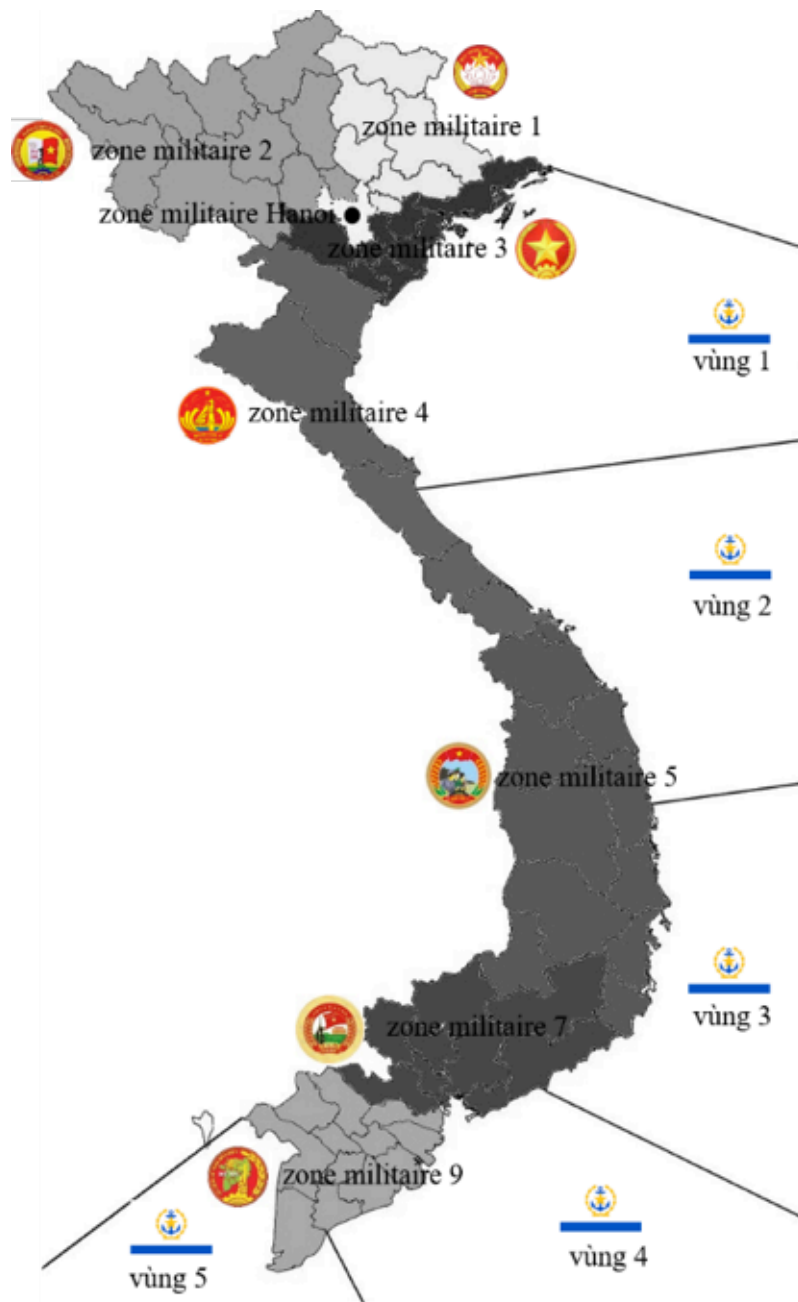 zone militaire 1
zone militaire 2
zone militaire Hanoi
zone militaire 3
vùng 1
zone militaire 4
vùng 2
zone militaire 5
vùng 3
zone militaire 7
zone militaire 9
vùng 4
vùng 5